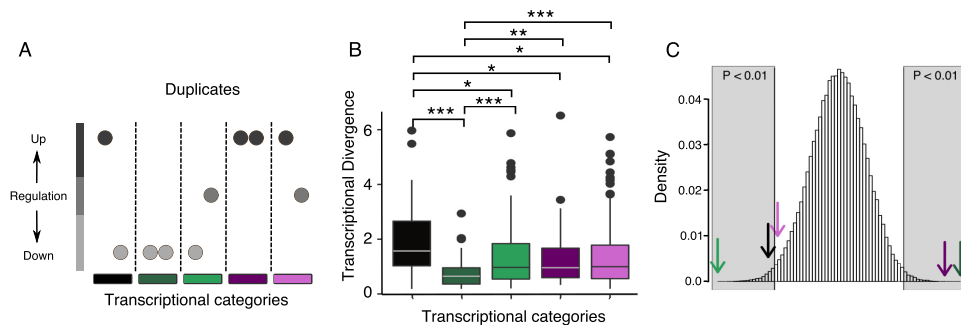 A
Duplicates
Up
Regulation
Down
Transcriptional categories
B
***
**
*
*
*
***
***
Transcriptional Divergence
6
4
2
0
Transcriptional categories
C
P < 0.01
P < 0.01
Density
0.04
0.03
0.02
0.01
0.0